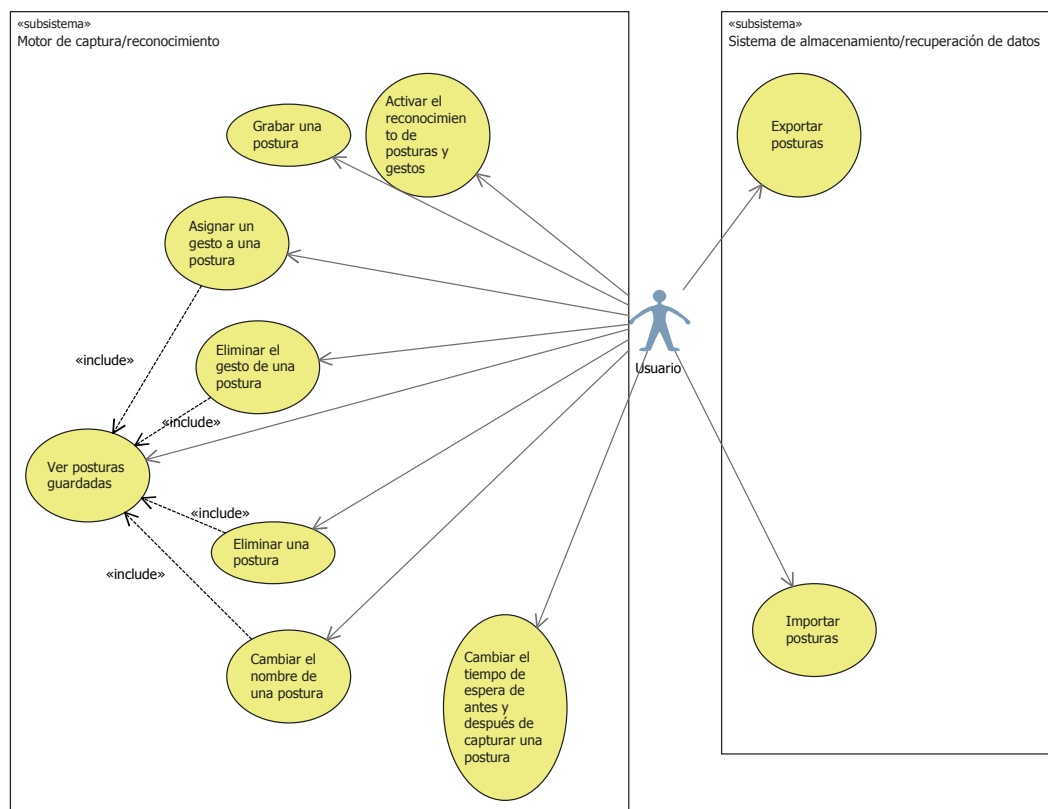 «subsistema»
Motor de captura/reconocimiento
Grabar una
postura
Activar el
reconocimien
to de
posturas y
gestos
Asignar un
gesto a una
postura
«include»
Eliminar el
gesto de una
postura
«include»
Ver posturas
guardadas
«include»
Eliminar una
postura
«include»
Cambiar el
nombre de
una postura
Cambiar el
tiempo de
espera de
antes y
después de
capturar una
postura
Usuario
«subsistema»
Sistema de almacenamiento/recuperación de datos
Exportar
posturas
Importar
posturas